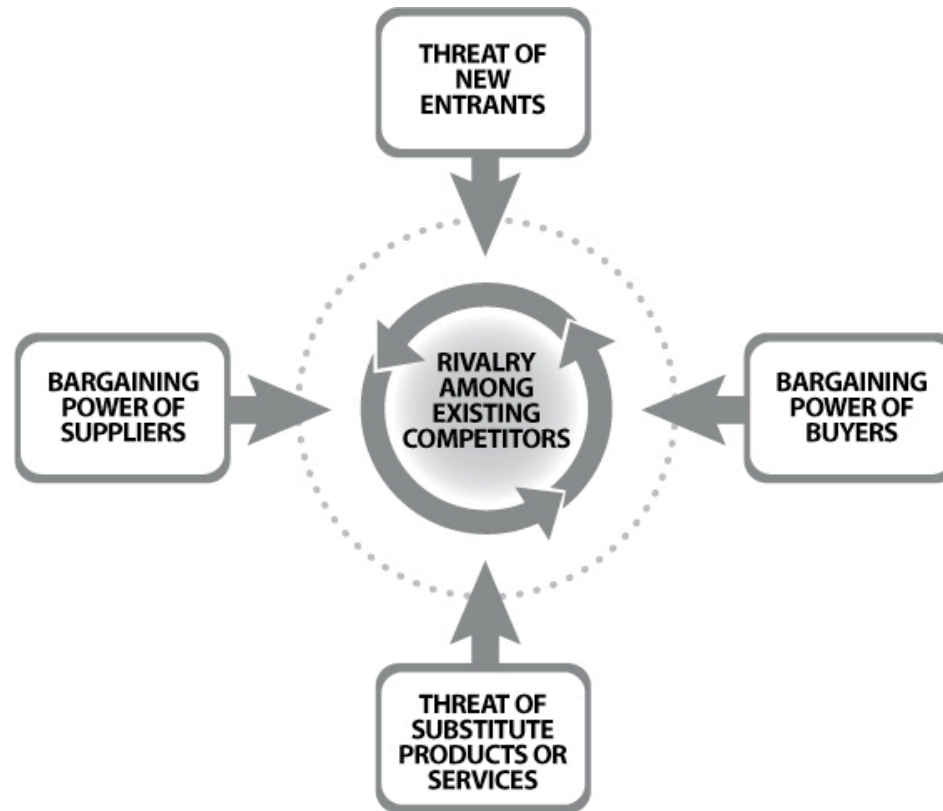 THREAT OF
NEW
ENTRANTS
BARGAINING
POWER OF
SUPPLIERS
RIVALRY
AMONG
EXISTING
COMPETITORS
BARGAINING
POWER OF
BUYERS
THREAT OF
SUBSTITUTE
PRODUCTS OR
SERVICES